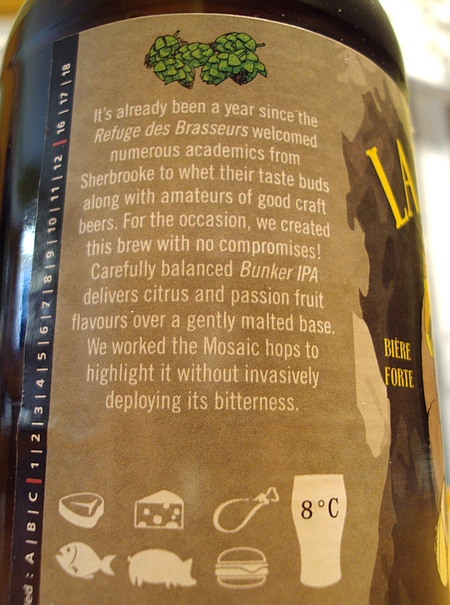 It's already been a year since the
Refuge des Brasseurs welcomed
numerous academics from
Sherbrooke to whet their taste buds
along with amateurs of good craft
beers. For the occasion, we created
this brew with no compromises!
Carefully balanced Bunker IPA
delivers citrus and passion fruit
flavours over a gently malted base.
We worked the Mosaic hops to
highlight it without invasively
deploying its bitterness.
8°C
LA
BIÈRE
FORTE
A | B | C | 1 | 2 | 3 | 4 | 5 | 6 | 7 | 8 | 9 | 10 | 11 | 12 | 16 | 17 | 18